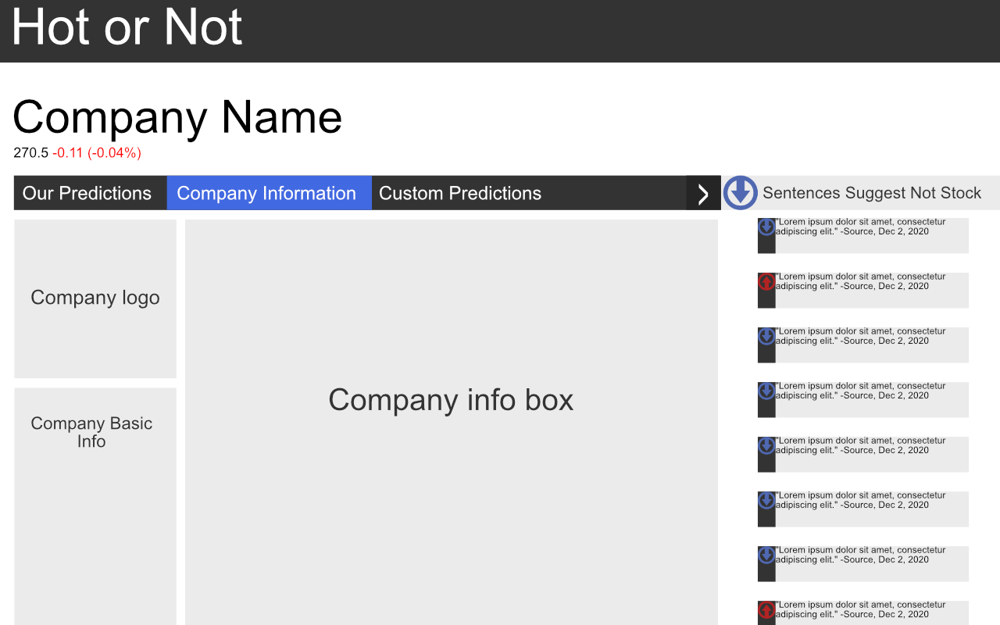 Hot or Not
Company Name
270.5 -0.11 (-0.04%)
Our Predictions Company Information Custom Predictions
Sentences Suggest Not Stock
Company logo
Company Basic
Info
Company info box
"Lorem ipsum dolor sit amet, consectetur
adipiscing elit." -Source, Dec 2, 2020
"Lorem ipsum dolor sit amet, consectetur
adipiscing elit." -Source, Dec 2, 2020
"Lorem ipsum dolor sit amet, consectetur
adipiscing elit." -Source, Dec 2, 2020
"Lorem ipsum dolor sit amet, consectetur
adipiscing elit." -Source, Dec 2, 2020
"Lorem ipsum dolor sit amet, consectetur
adipiscing elit." -Source, Dec 2, 2020
"Lorem ipsum dolor sit amet, consectetur
adipiscing elit." -Source, Dec 2, 2020
"Lorem ipsum dolor sit amet, consectetur
adipiscing elit." -Source, Dec 2, 2020
"Lorem ipsum dolor sit amet, consectetur
adipiscing elit." -Source, Dec 2, 2020